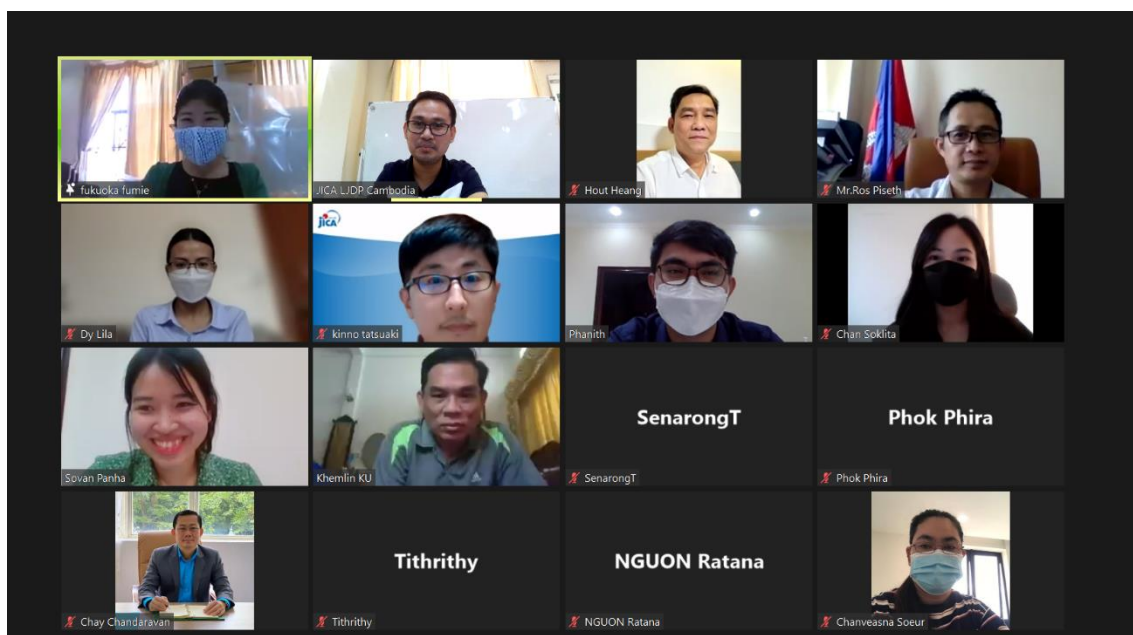 fukuoka fumie
JICA LJDP Cambodia
Hout Heang
Mr.Ros Piseth
Dy Lila
jICA
kinno tatsuaki
Phanith
Chan Soklita
Sovan Panha
Khemlin KU
SenarongT
SenarongT
Phok Phira
Phok Phira
Chay Chandaravan
Tithrithy
Tithrithy
NGUON Ratana
NGUON Ratana
Chanveasna Soeur